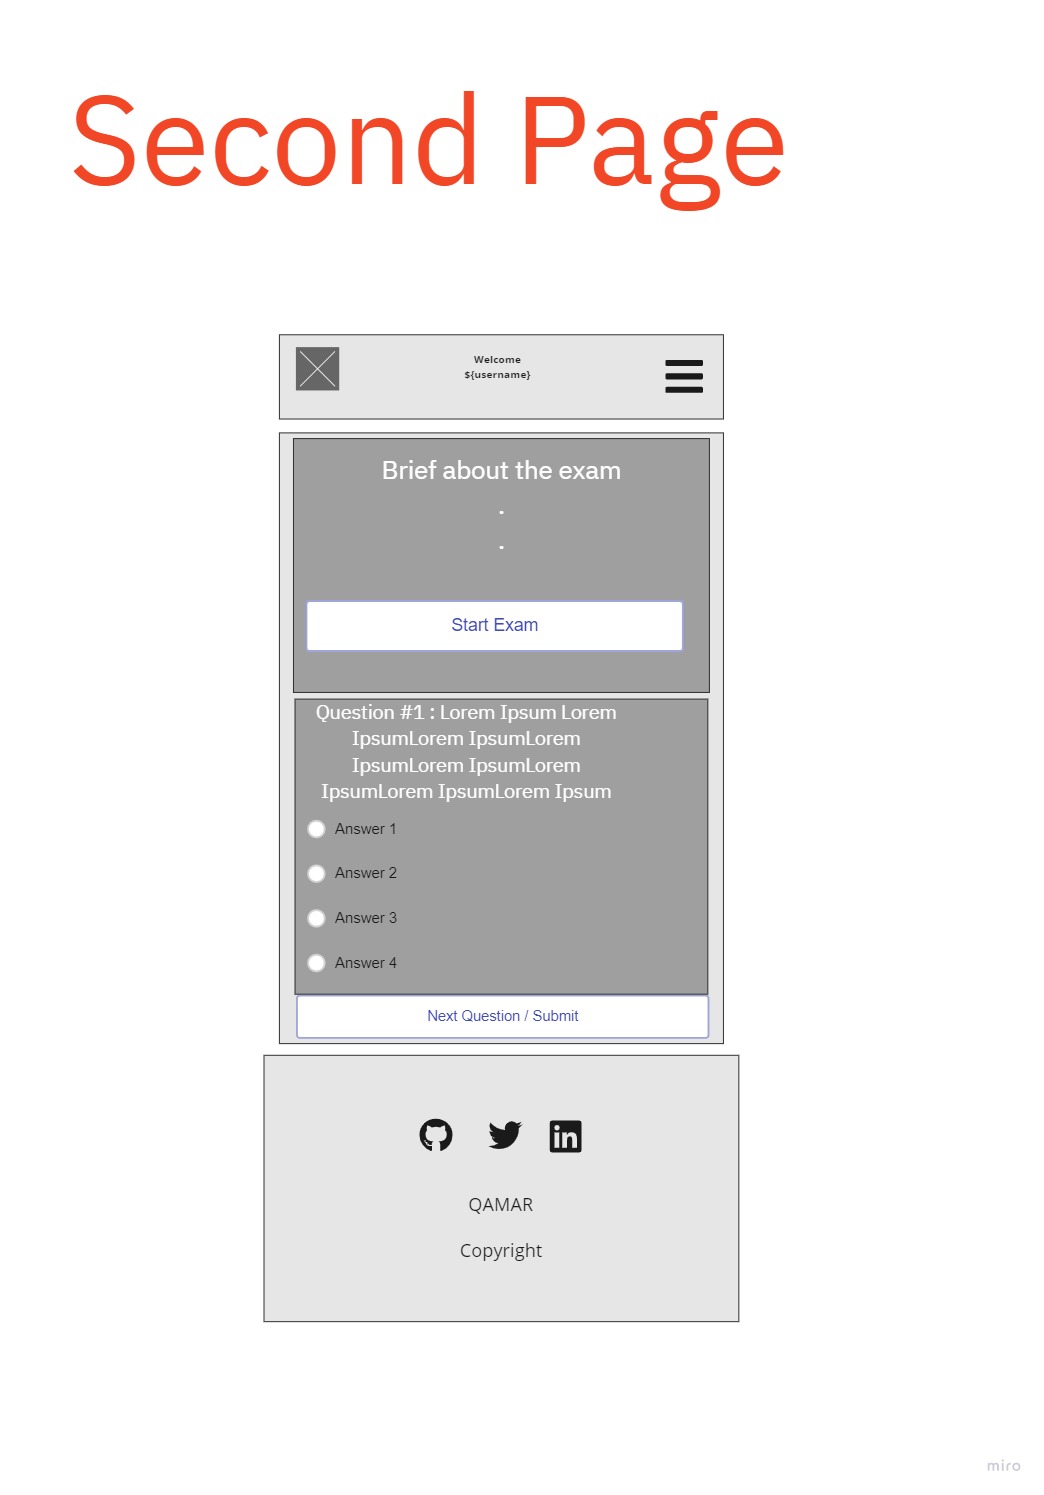 Second Page
Welcome
${username}
Brief about the exam
.
.
Start Exam
Question #1 : Lorem Ipsum Lorem
IpsumLorem IpsumLorem
IpsumLorem IpsumLorem
IpsumLorem IpsumLorem Ipsum
Answer 1
Answer 2
Answer 3
Answer 4
Next Question / Submit
in
QAMAR
Copyright
miro